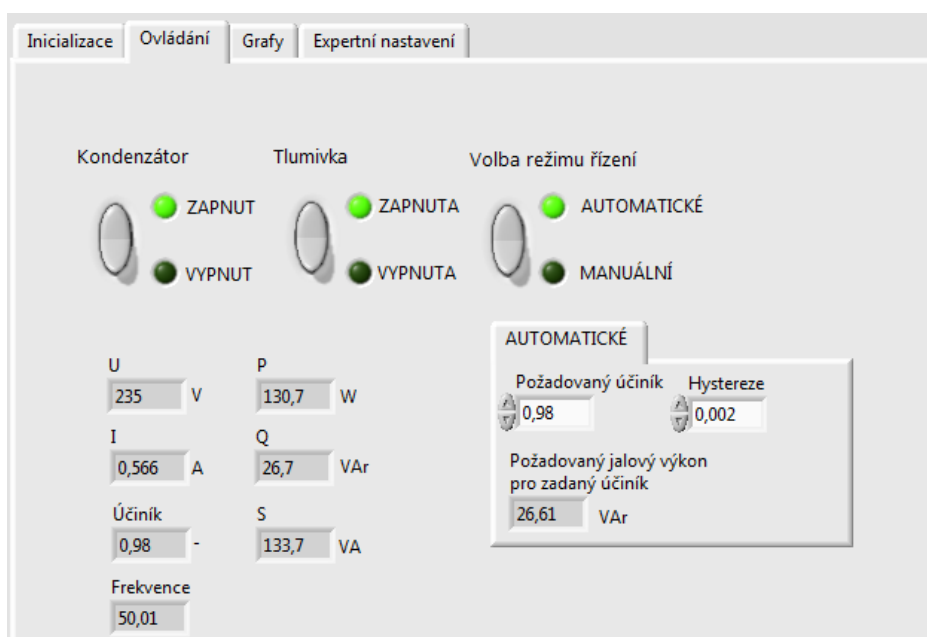 Inicializace Ovládání Grafy Expertní nastavení
Kondenzátor Tlumivka Volba režimu řízení
ZAPNUT ZAPNUTA AUTOMATICKÉ
VYPNUT VYPNUTA MANUÁLNÍ
AUTOMATICKÉ
U P
235 V 130,7 W
Požadovaný účiník Hystereze
0,98 0,002
I Q
0,566 A 26,7 VAr
Požadovaný jalový výkon
pro zadaný účiník
26,61 VAr
Účiník S
0,98 - 133,7 VA
Frekvence
50,01